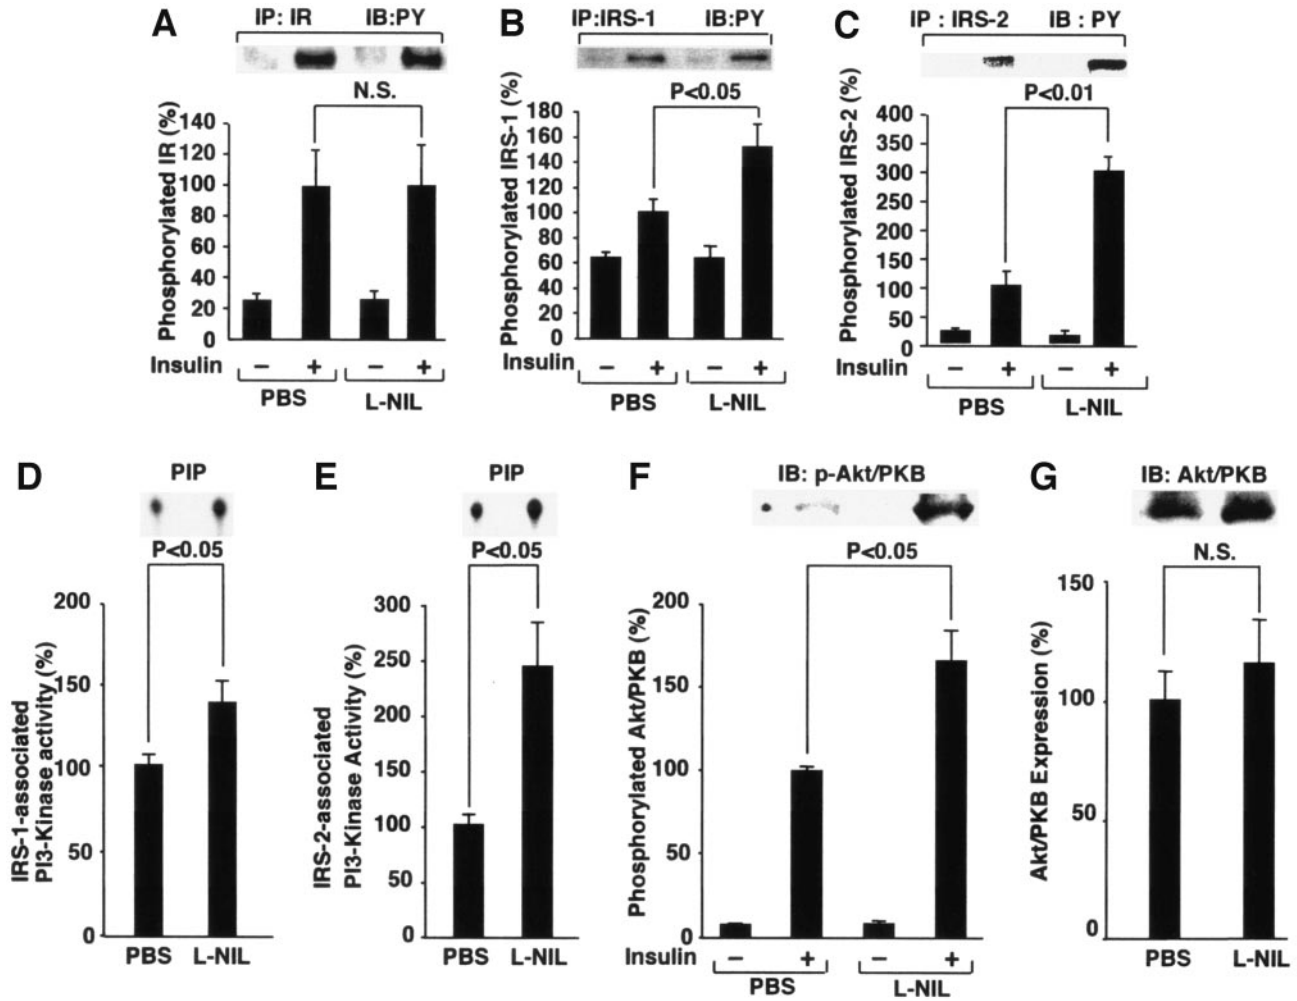 A
IP: IR IB:PY
N.S.
Phosphorylated IR (%)
140
120
100
80
60
40
20
0
Insulin − + − +
PBS L-NIL
B
IP:IRS-1 IB:PY
P<0.05
Phosphorylated IRS-1 (%)
180
160
140
120
100
80
60
40
20
0
Insulin − + − +
PBS L-NIL
C
IP : IRS-2 IB : PY
P<0.01
Phosphorylated IRS-2 (%)
400
350
300
250
200
150
100
50
0
Insulin − + − +
PBS L-NIL
D
PIP
P<0.05
IRS-1-associated
PI3-Kinase activity (%)
200
150
100
50
0
PBS L-NIL
E
PIP
P<0.05
IRS-2-associated
PI3-Kinase Activity (%)
300
250
200
150
100
50
0
PBS L-NIL
F
IB: p-Akt/PKB
P<0.05
Phosphorylated Akt/PKB (%)
200
150
100
50
0
Insulin − + − +
PBS L-NIL
G
IB: Akt/PKB
N.S.
Akt/PKB Expression (%)
150
100
50
0
PBS L-NIL